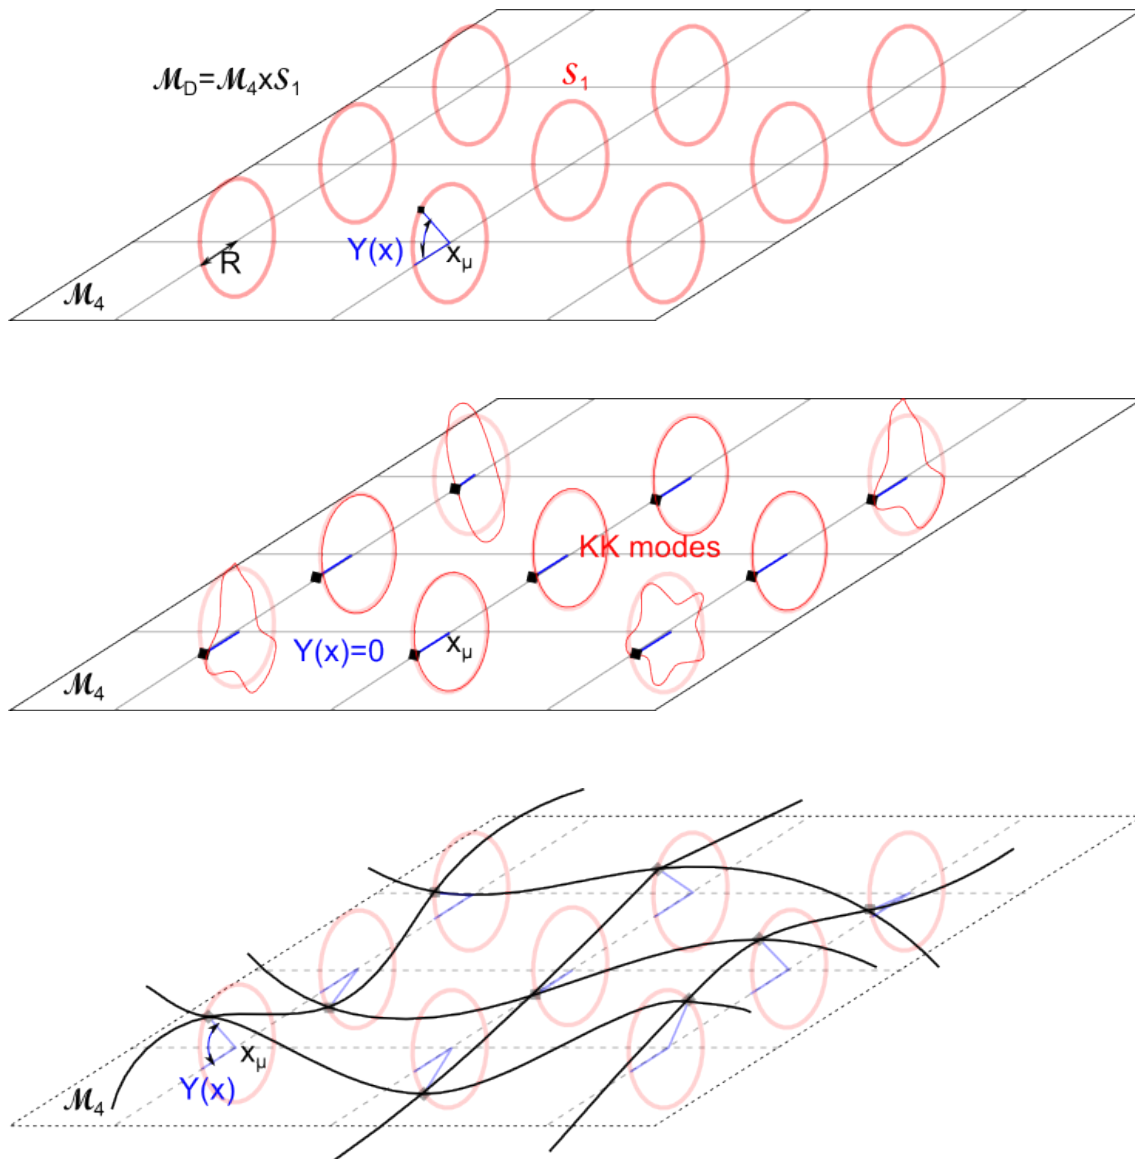 𝓜D=𝓜4x𝓢1
𝓢1
Y(x)
xμ
R
𝓜4
KK modes
Y(x)=0
xμ
𝓜4
xμ
Y(x)
𝓜4